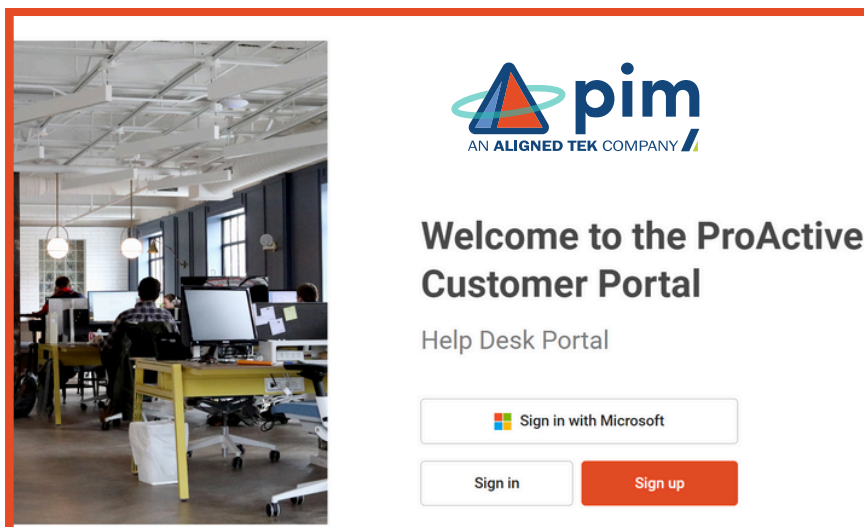 pim
AN ALIGNED TEK COMPANY
Welcome to the ProActive
Customer Portal
Help Desk Portal
Sign in with Microsoft
Sign in
Sign up